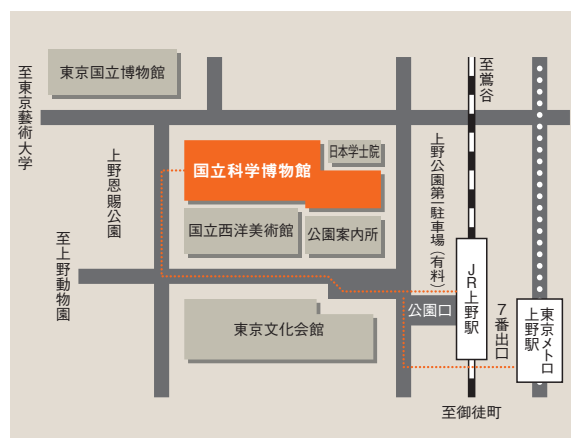 東京国立博物館
至東京藝術大学
上野恩賜公園
至上野動物園
国立科学博物館
日本学士院
国立西洋美術館
公園案内所
東京文化会館
上野公園第一駐車場（有料）
公園口
至鶯谷
JR上野駅
7番出口
東京メトロ
上野駅
至御徒町